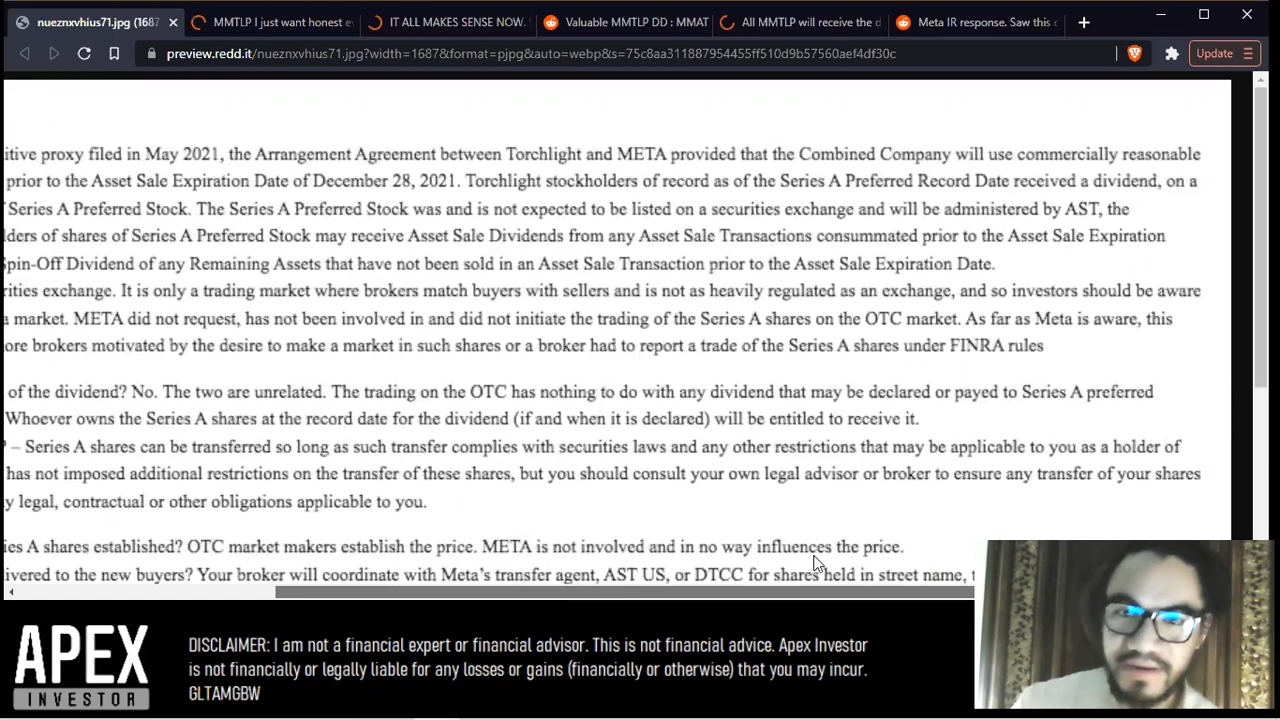 nueznxvhius71.jpg (1687
MMTLP I just want honest e
IT ALL MAKES SENSE NOW.
Valuable MMTLP DD : MMAT
All MMTLP will receive the d
Meta IR response. Saw this c
preview.redd.it/nueznxvhius71.jpg?width=1687&format=pjpg&auto=webp&s=75c8aa311887954455ff510d9b57560aef4df30c
Update
itive proxy filed in May 2021, the Arrangement Agreement between Torchlight and META provided that the Combined Company will use commercially reasonable
prior to the Asset Sale Expiration Date of December 28, 2021. Torchlight stockholders of record as of the Series A Preferred Record Date received a dividend, on a
Series A Preferred Stock. The Series A Preferred Stock was and is not expected to be listed on a securities exchange and will be administered by AST, the
lders of shares of Series A Preferred Stock may receive Asset Sale Dividends from any Asset Sale Transactions consummated prior to the Asset Sale Expiration
Spin-Off Dividend of any Remaining Assets that have not been sold in an Asset Sale Transaction prior to the Asset Sale Expiration Date.
rities exchange. It is only a trading market where brokers match buyers with sellers and is not as heavily regulated as an exchange, and so investors should be aware
a market. META did not request, has not been involved in and did not initiate the trading of the Series A shares on the OTC market. As far as Meta is aware, this
ore brokers motivated by the desire to make a market in such shares or a broker had to report a trade of the Series A shares under FINRA rules
of the dividend? No. The two are unrelated. The trading on the OTC has nothing to do with any dividend that may be declared or payed to Series A preferred
Whoever owns the Series A shares at the record date for the dividend (if and when it is declared) will be entitled to receive it.
? – Series A shares can be transferred so long as such transfer complies with securities laws and any other restrictions that may be applicable to you as a holder of
has not imposed additional restrictions on the transfer of these shares, but you should consult your own legal advisor or broker to ensure any transfer of your shares
y legal, contractual or other obligations applicable to you.
ies A shares established? OTC market makers establish the price. META is not involved and in no way influences the price.
ivered to the new buyers? Your broker will coordinate with Meta's transfer agent, AST US, or DTCC for shares held in street name, t
APEX
INVESTOR
DISCLAIMER: I am not a financial expert or financial advisor. This is not financial advice. Apex Investor
is not financially or legally liable for any losses or gains (financially or otherwise) that you may incur.
GLTAMGBW